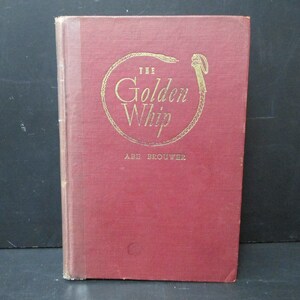 THE
Golden
Whip
ABE BROUWER